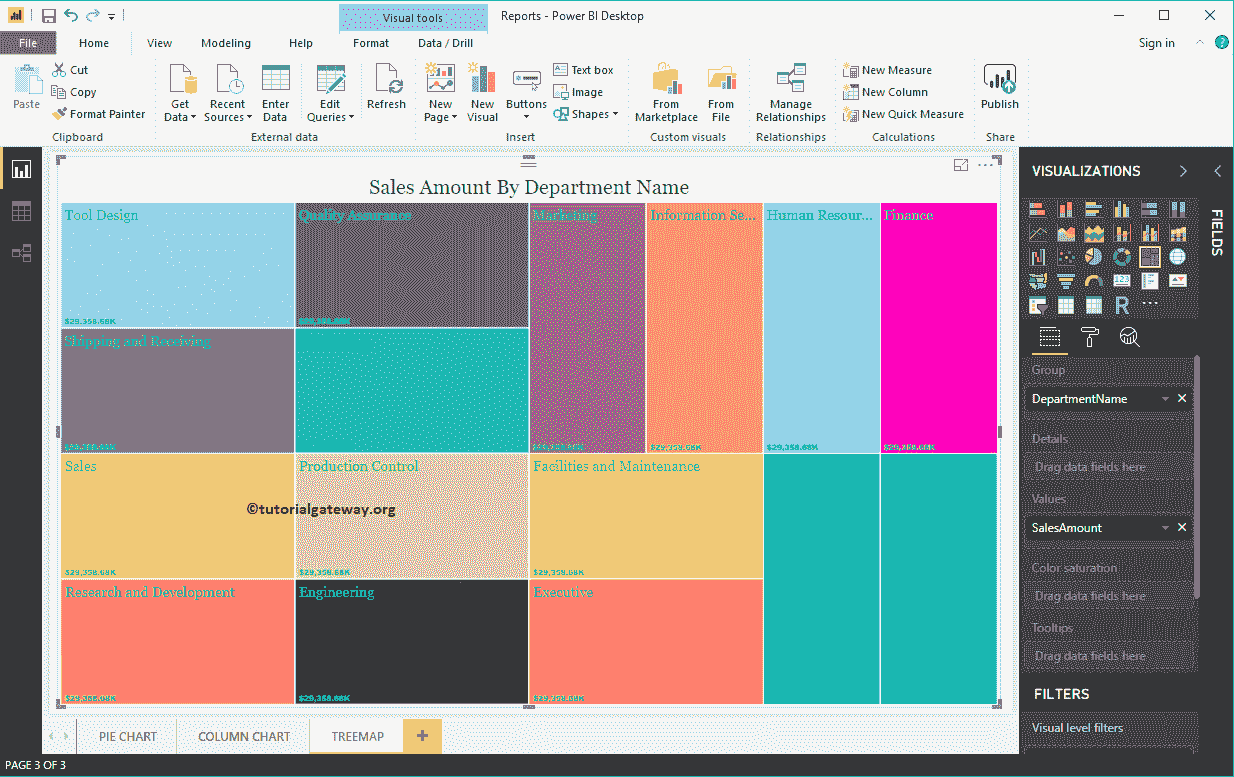 Visual tools
Reports - Power BI Desktop
File
Home
View
Modeling
Help
Format
Data / Drill
Sign in
?
Paste
Cut
Copy
Format Painter
Clipboard
Get Data
Recent Sources
Enter Data
Edit Queries
Refresh
External data
New Page
New Visual
Buttons
Text box
Image
Shapes
Insert
From Marketplace
From File
Custom visuals
Manage Relationships
Relationships
New Measure
New Column
New Quick Measure
Calculations
Publish
Share
Sales Amount By Department Name
Tool Design
$29,358.68K
Quality Assurance
$29,358.68K
Marketing
Information Se...
$29,358.68K
Human Resour...
$29,358.68K
Finance
$29,358.68K
Shipping and Receiving
$29,358.68K
Sales
$29,358.68K
Production Control
$29,358.68K
Facilities and Maintenance
$29,358.68K
©tutorialgateway.org
Research and Development
$29,358.68K
Engineering
$29,358.68K
Executive
$29,358.68K
VISUALIZATIONS
FIELDS
123
R
Group
DepartmentName
Details
Drag data fields here
Values
SalesAmount
Color saturation
Drag data fields here
Tooltips
Drag data fields here
FILTERS
Visual level filters
PIE CHART
COLUMN CHART
TREEMAP
PAGE 3 OF 3